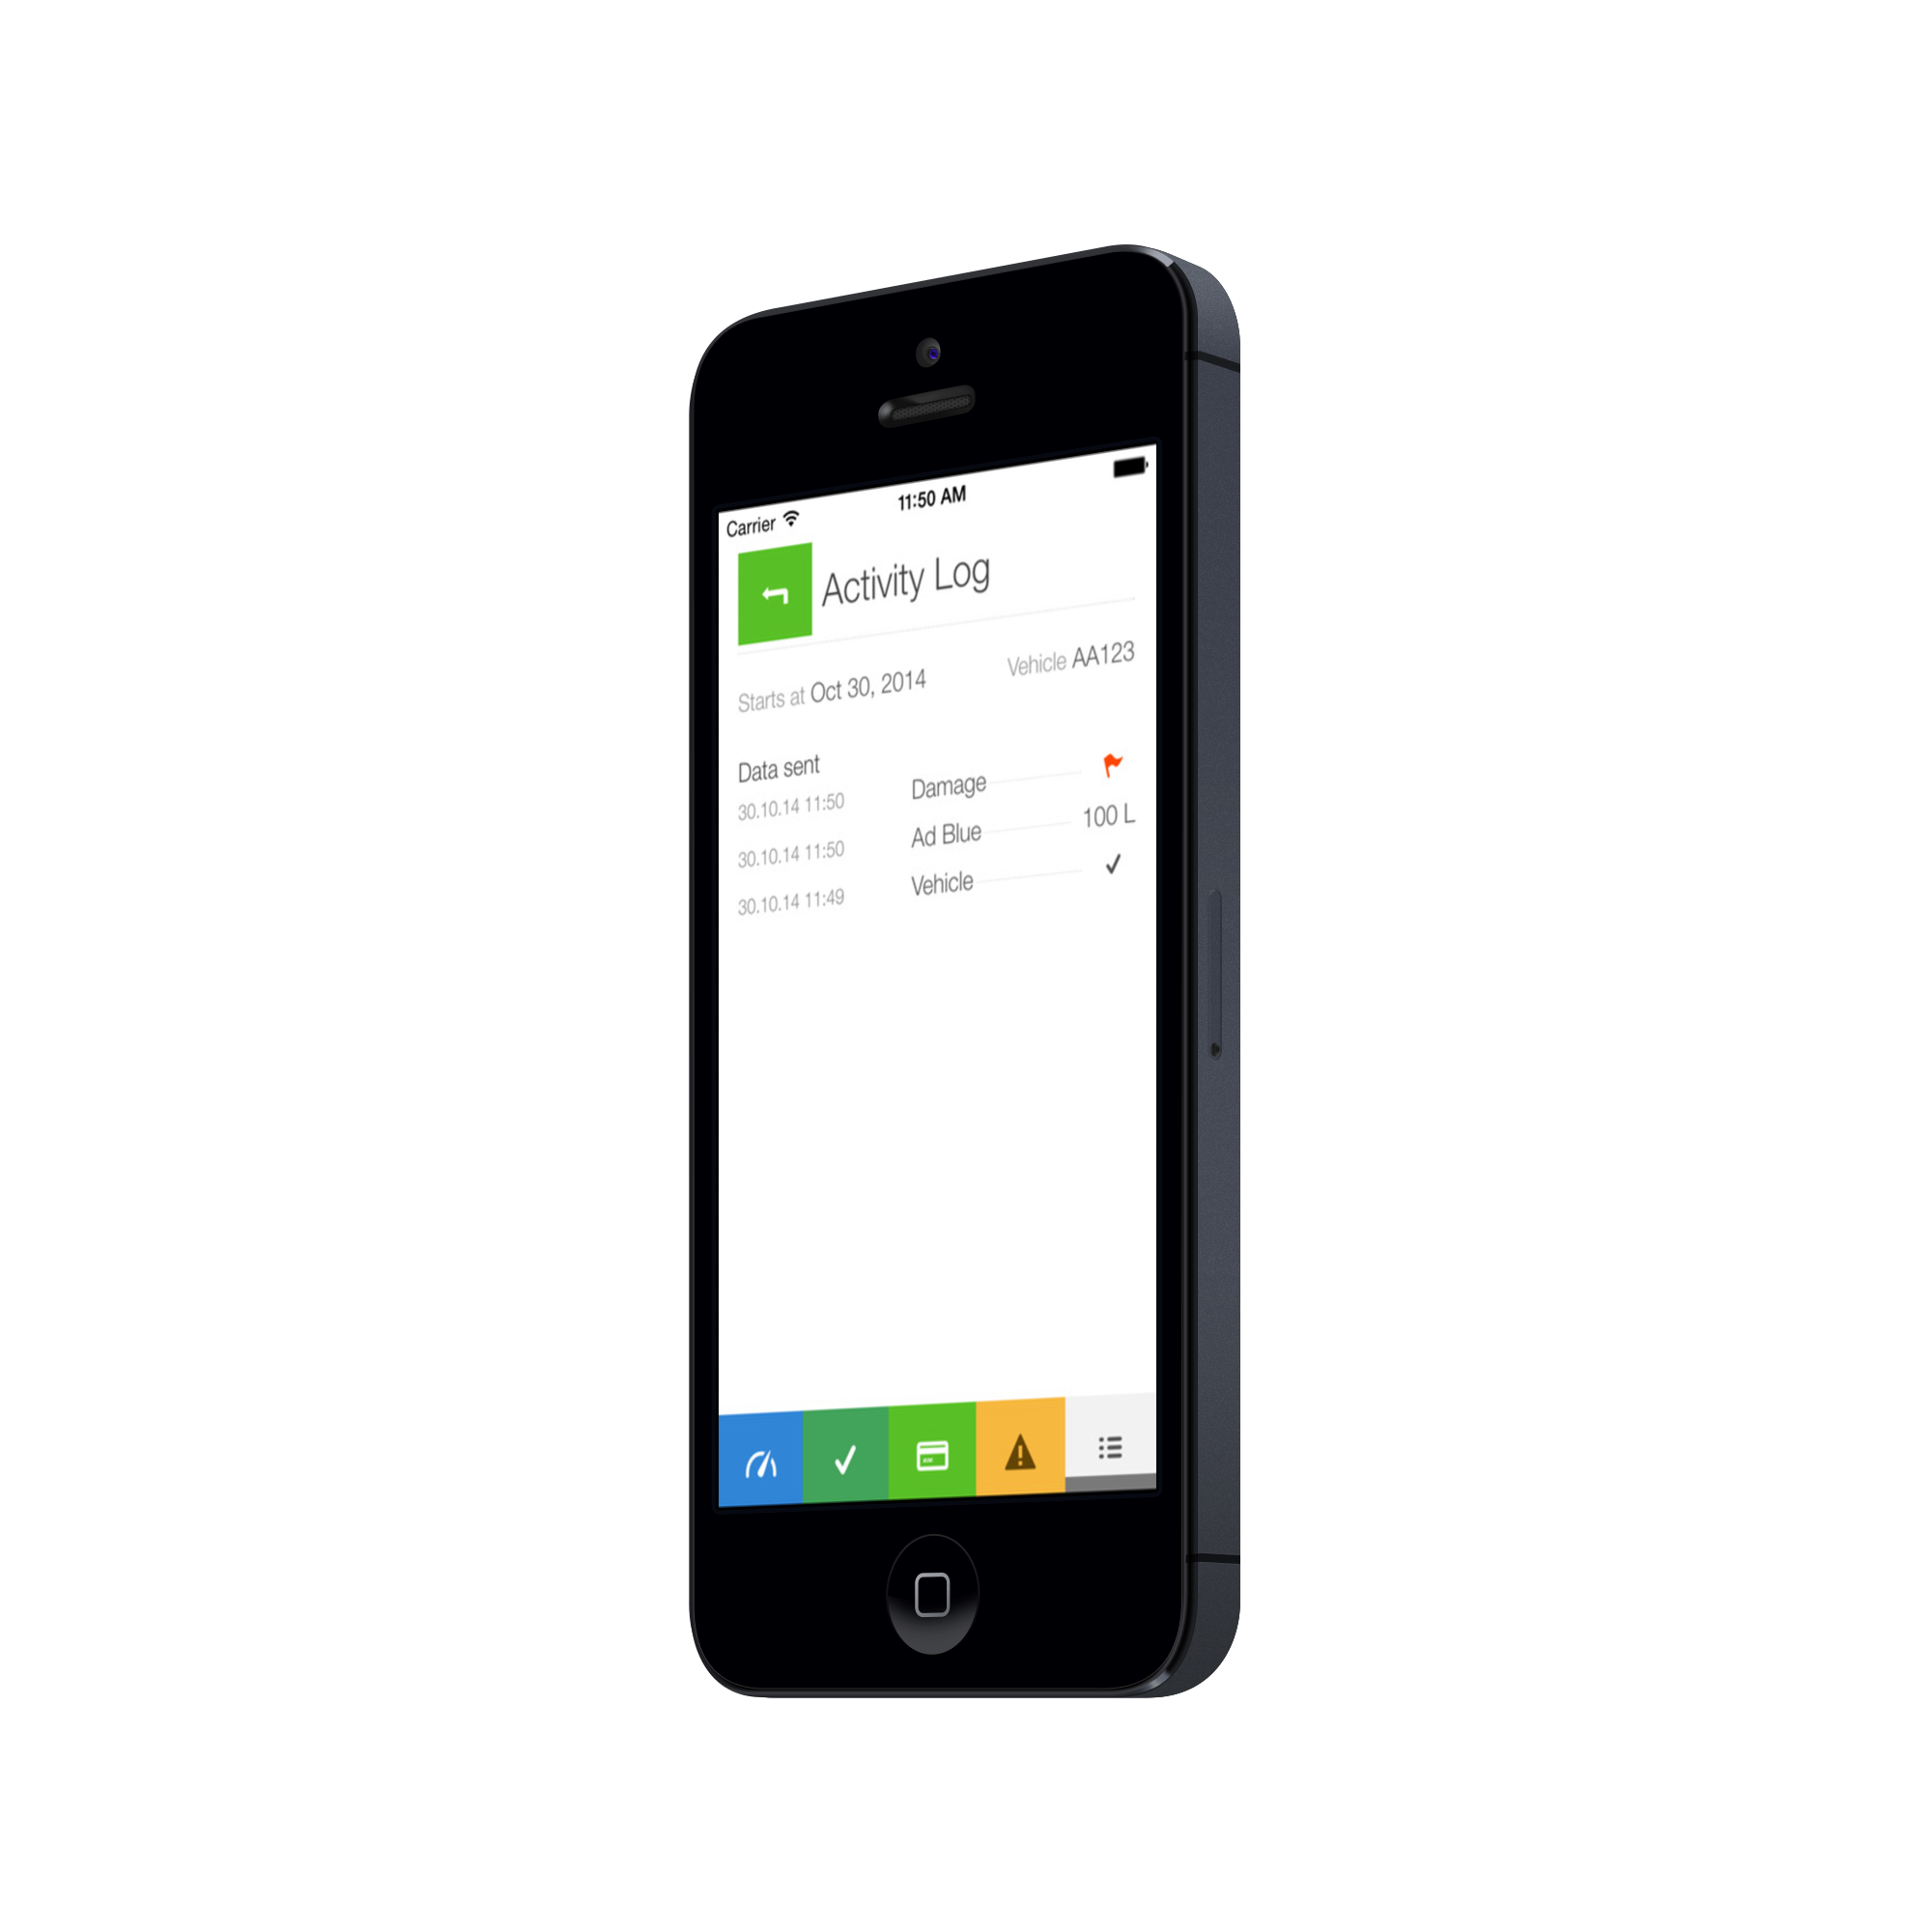 Carrier 11:50 AM
Activity Log
Starts at Oct 30, 2014 Vehicle AA123
Data sent
30.10.14 11:50 Damage
30.10.14 11:50 Ad Blue 100 L
30.10.14 11:49 Vehicle